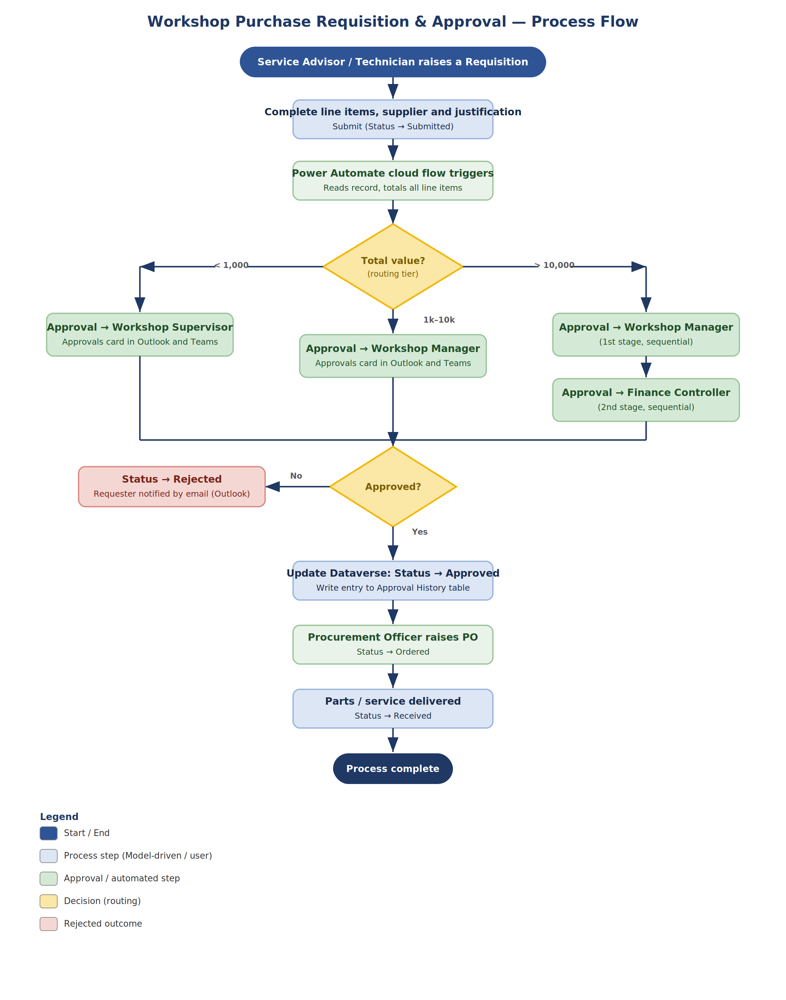 Workshop Purchase Requisition & Approval — Process Flow
Service Advisor / Technician raises a Requisition
Complete line items, supplier and justification
Submit (Status → Submitted)
Power Automate cloud flow triggers
Reads record, totals all line items
Total value?
(routing tier)
< 1,000
> 10,000
1k–10k
Approval → Workshop Supervisor
Approvals card in Outlook and Teams
Approval → Workshop Manager
Approvals card in Outlook and Teams
Approval → Workshop Manager
(1st stage, sequential)
Approval → Finance Controller
(2nd stage, sequential)
Approved?
No
Status → Rejected
Requester notified by email (Outlook)
Yes
Update Dataverse: Status → Approved
Write entry to Approval History table
Procurement Officer raises PO
Status → Ordered
Parts / service delivered
Status → Received
Process complete
Legend
Start / End
Process step (Model-driven / user)
Approval / automated step
Decision (routing)
Rejected outcome